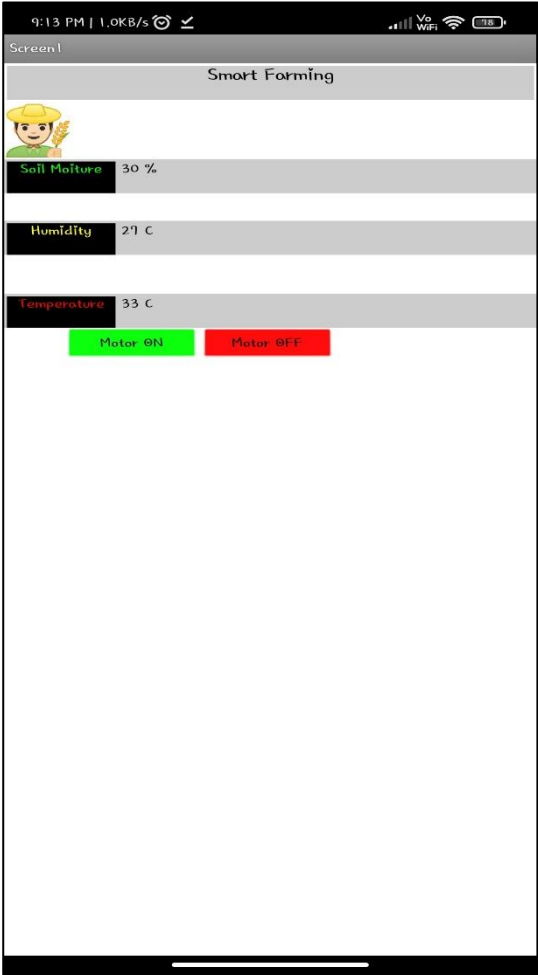 9:13 PM | 1.0KB/s
Vo WiFi 78
Screen1
Smart Farming
Soil Moiture 30 %
Humidity 27 C
Temperature 33 C
Motor ON Motor OFF